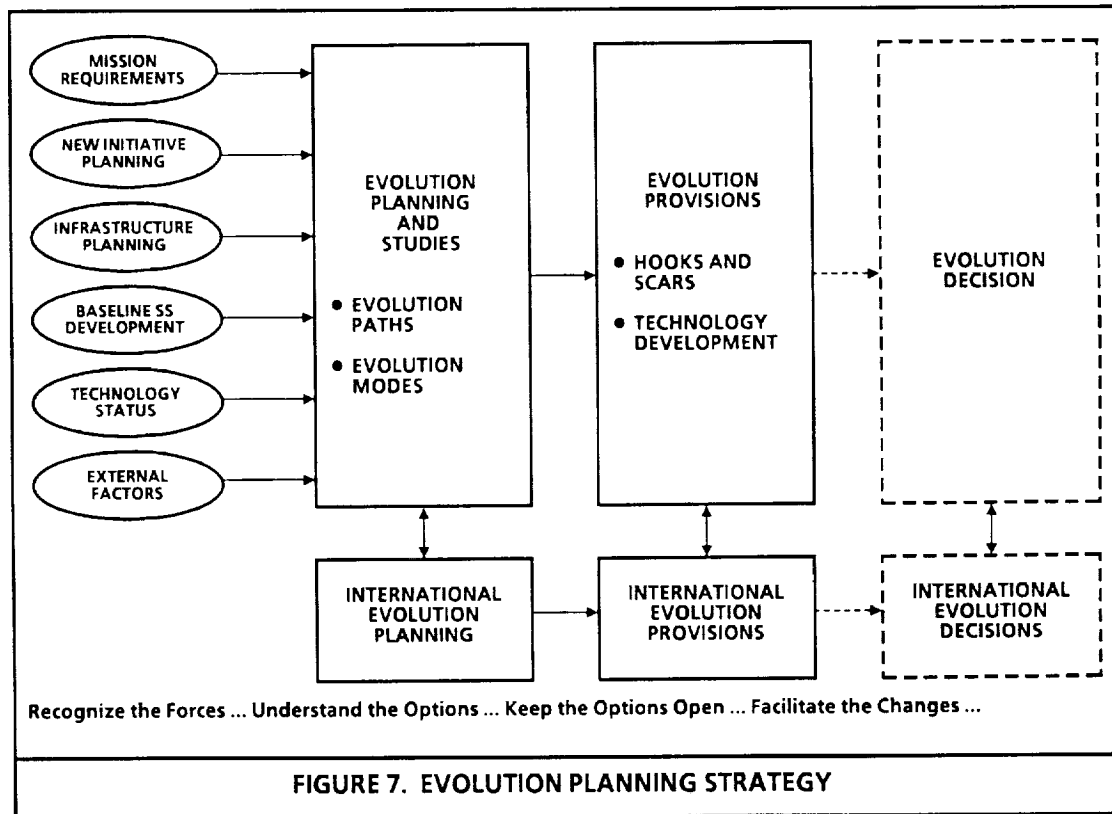 MISSION
REQUIREMENTS
NEW INITIATIVE
PLANNING
INFRASTRUCTURE
PLANNING
BASELINE SS
DEVELOPMENT
TECHNOLOGY
STATUS
EXTERNAL
FACTORS
EVOLUTION
PLANNING
AND
STUDIES
• EVOLUTION
PATHS
• EVOLUTION
MODES
EVOLUTION
PROVISIONS
• HOOKS AND
SCARS
• TECHNOLOGY
DEVELOPMENT
EVOLUTION
DECISION
INTERNATIONAL
EVOLUTION
PLANNING
INTERNATIONAL
EVOLUTION
PROVISIONS
INTERNATIONAL
EVOLUTION
DECISIONS
Recognize the Forces ... Understand the Options ... Keep the Options Open ... Facilitate the Changes ...
FIGURE 7. EVOLUTION PLANNING STRATEGY